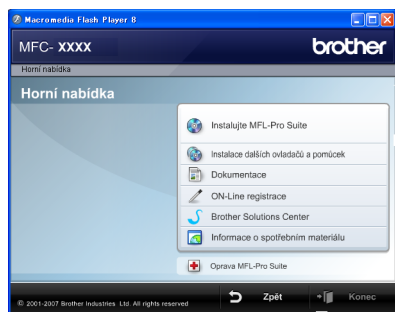 Macromedia Flash Player 8
MFC- XXXX
brother
Horní nabídka
Horní nabídka
Instalujte MFL-Pro Suite
Instalace dalších ovladačů a pomůcek
Dokumentace
ON-Line registrace
Brother Solutions Center
Informace o spotřebním materiálu
Oprava MFL-Pro Suite
© 2001-2007 Brother Industries Ltd. All rights reserved
Zpět
Konec